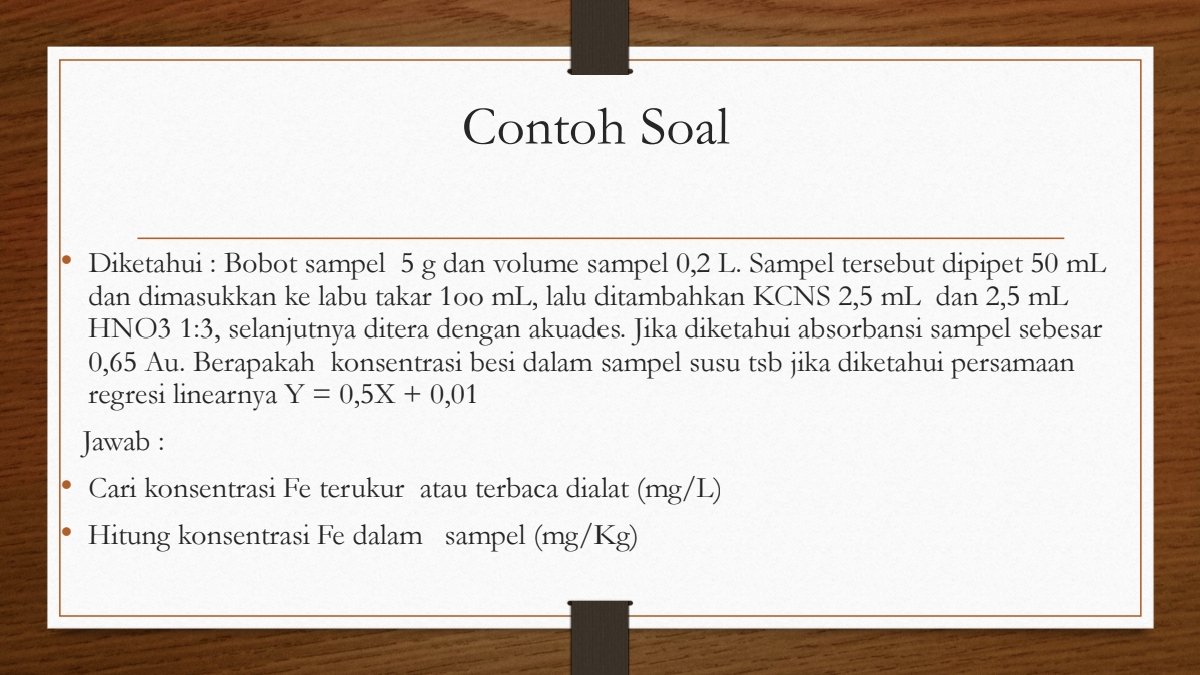 Contoh Soal
• Diketahui : Bobot sampel  5 g dan volume sampel 0,2 L. Sampel tersebut dipipet 50 mL
dan dimasukkan ke labu takar 1oo mL, lalu ditambahkan KCNS 2,5 mL  dan 2,5 mL
HNO3 1:3, selanjutnya ditera dengan akuades. Jika diketahui absorbansi sampel sebesar
0,65 Au. Berapakah  konsentrasi besi dalam sampel susu tsb jika diketahui persamaan
regresi linearnya Y = 0,5X + 0,01
Jawab :
• Cari konsentrasi Fe terukur  atau terbaca dialat (mg/L)
• Hitung konsentrasi Fe dalam   sampel (mg/Kg)